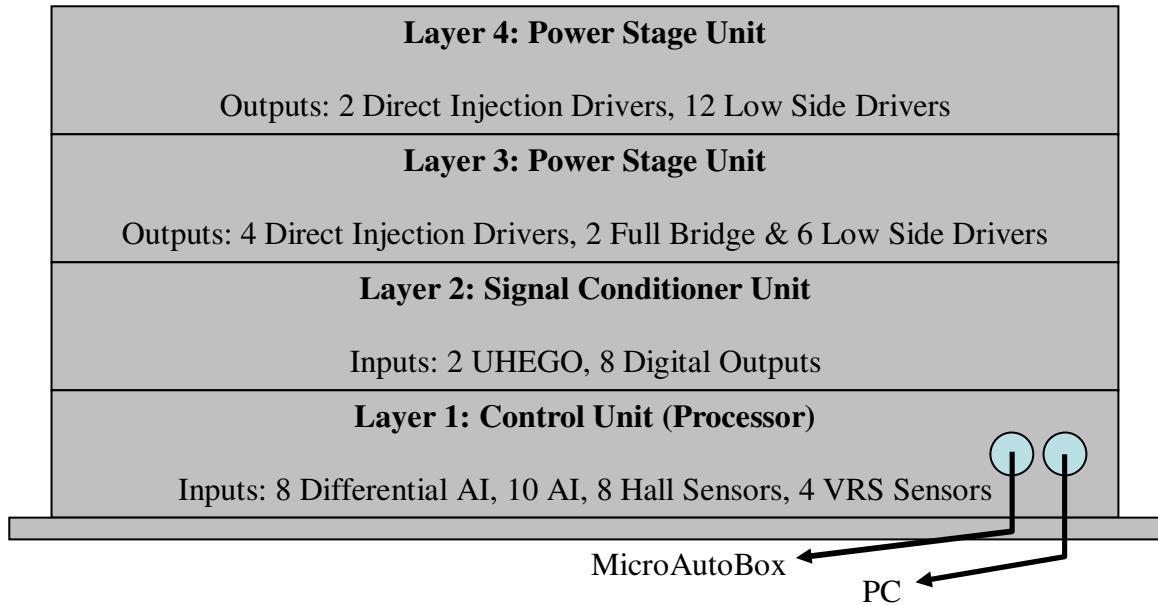 Layer 4: Power Stage Unit
Outputs: 2 Direct Injection Drivers, 12 Low Side Drivers
Layer 3: Power Stage Unit
Outputs: 4 Direct Injection Drivers, 2 Full Bridge & 6 Low Side Drivers
Layer 2: Signal Conditioner Unit
Inputs: 2 UHEGO, 8 Digital Outputs
Layer 1: Control Unit (Processor)
Inputs: 8 Differential AI, 10 AI, 8 Hall Sensors, 4 VRS Sensors
MicroAutoBox
PC